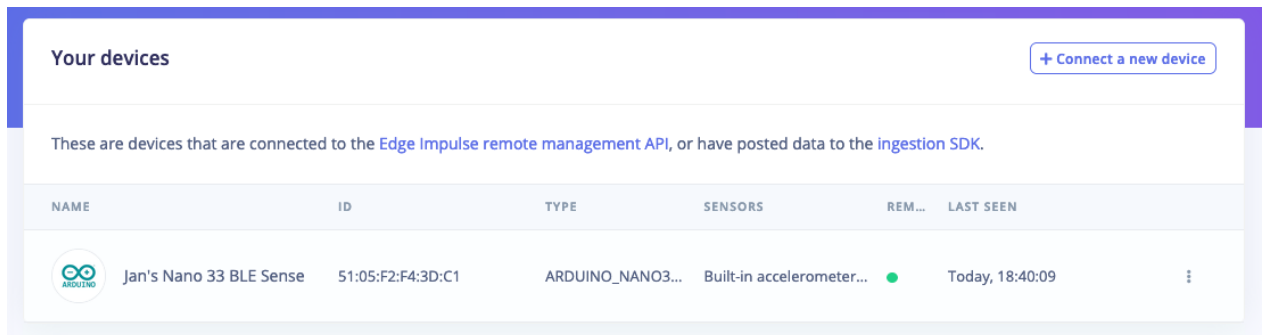 Your devices
+ Connect a new device
These are devices that are connected to the Edge Impulse remote management API, or have posted data to the ingestion SDK.
NAME ID TYPE SENSORS REM... LAST SEEN
ARDUINO Jan's Nano 33 BLE Sense 51:05:F2:F4:3D:C1 ARDUINO_NANO3... Built-in accelerometer... Today, 18:40:09